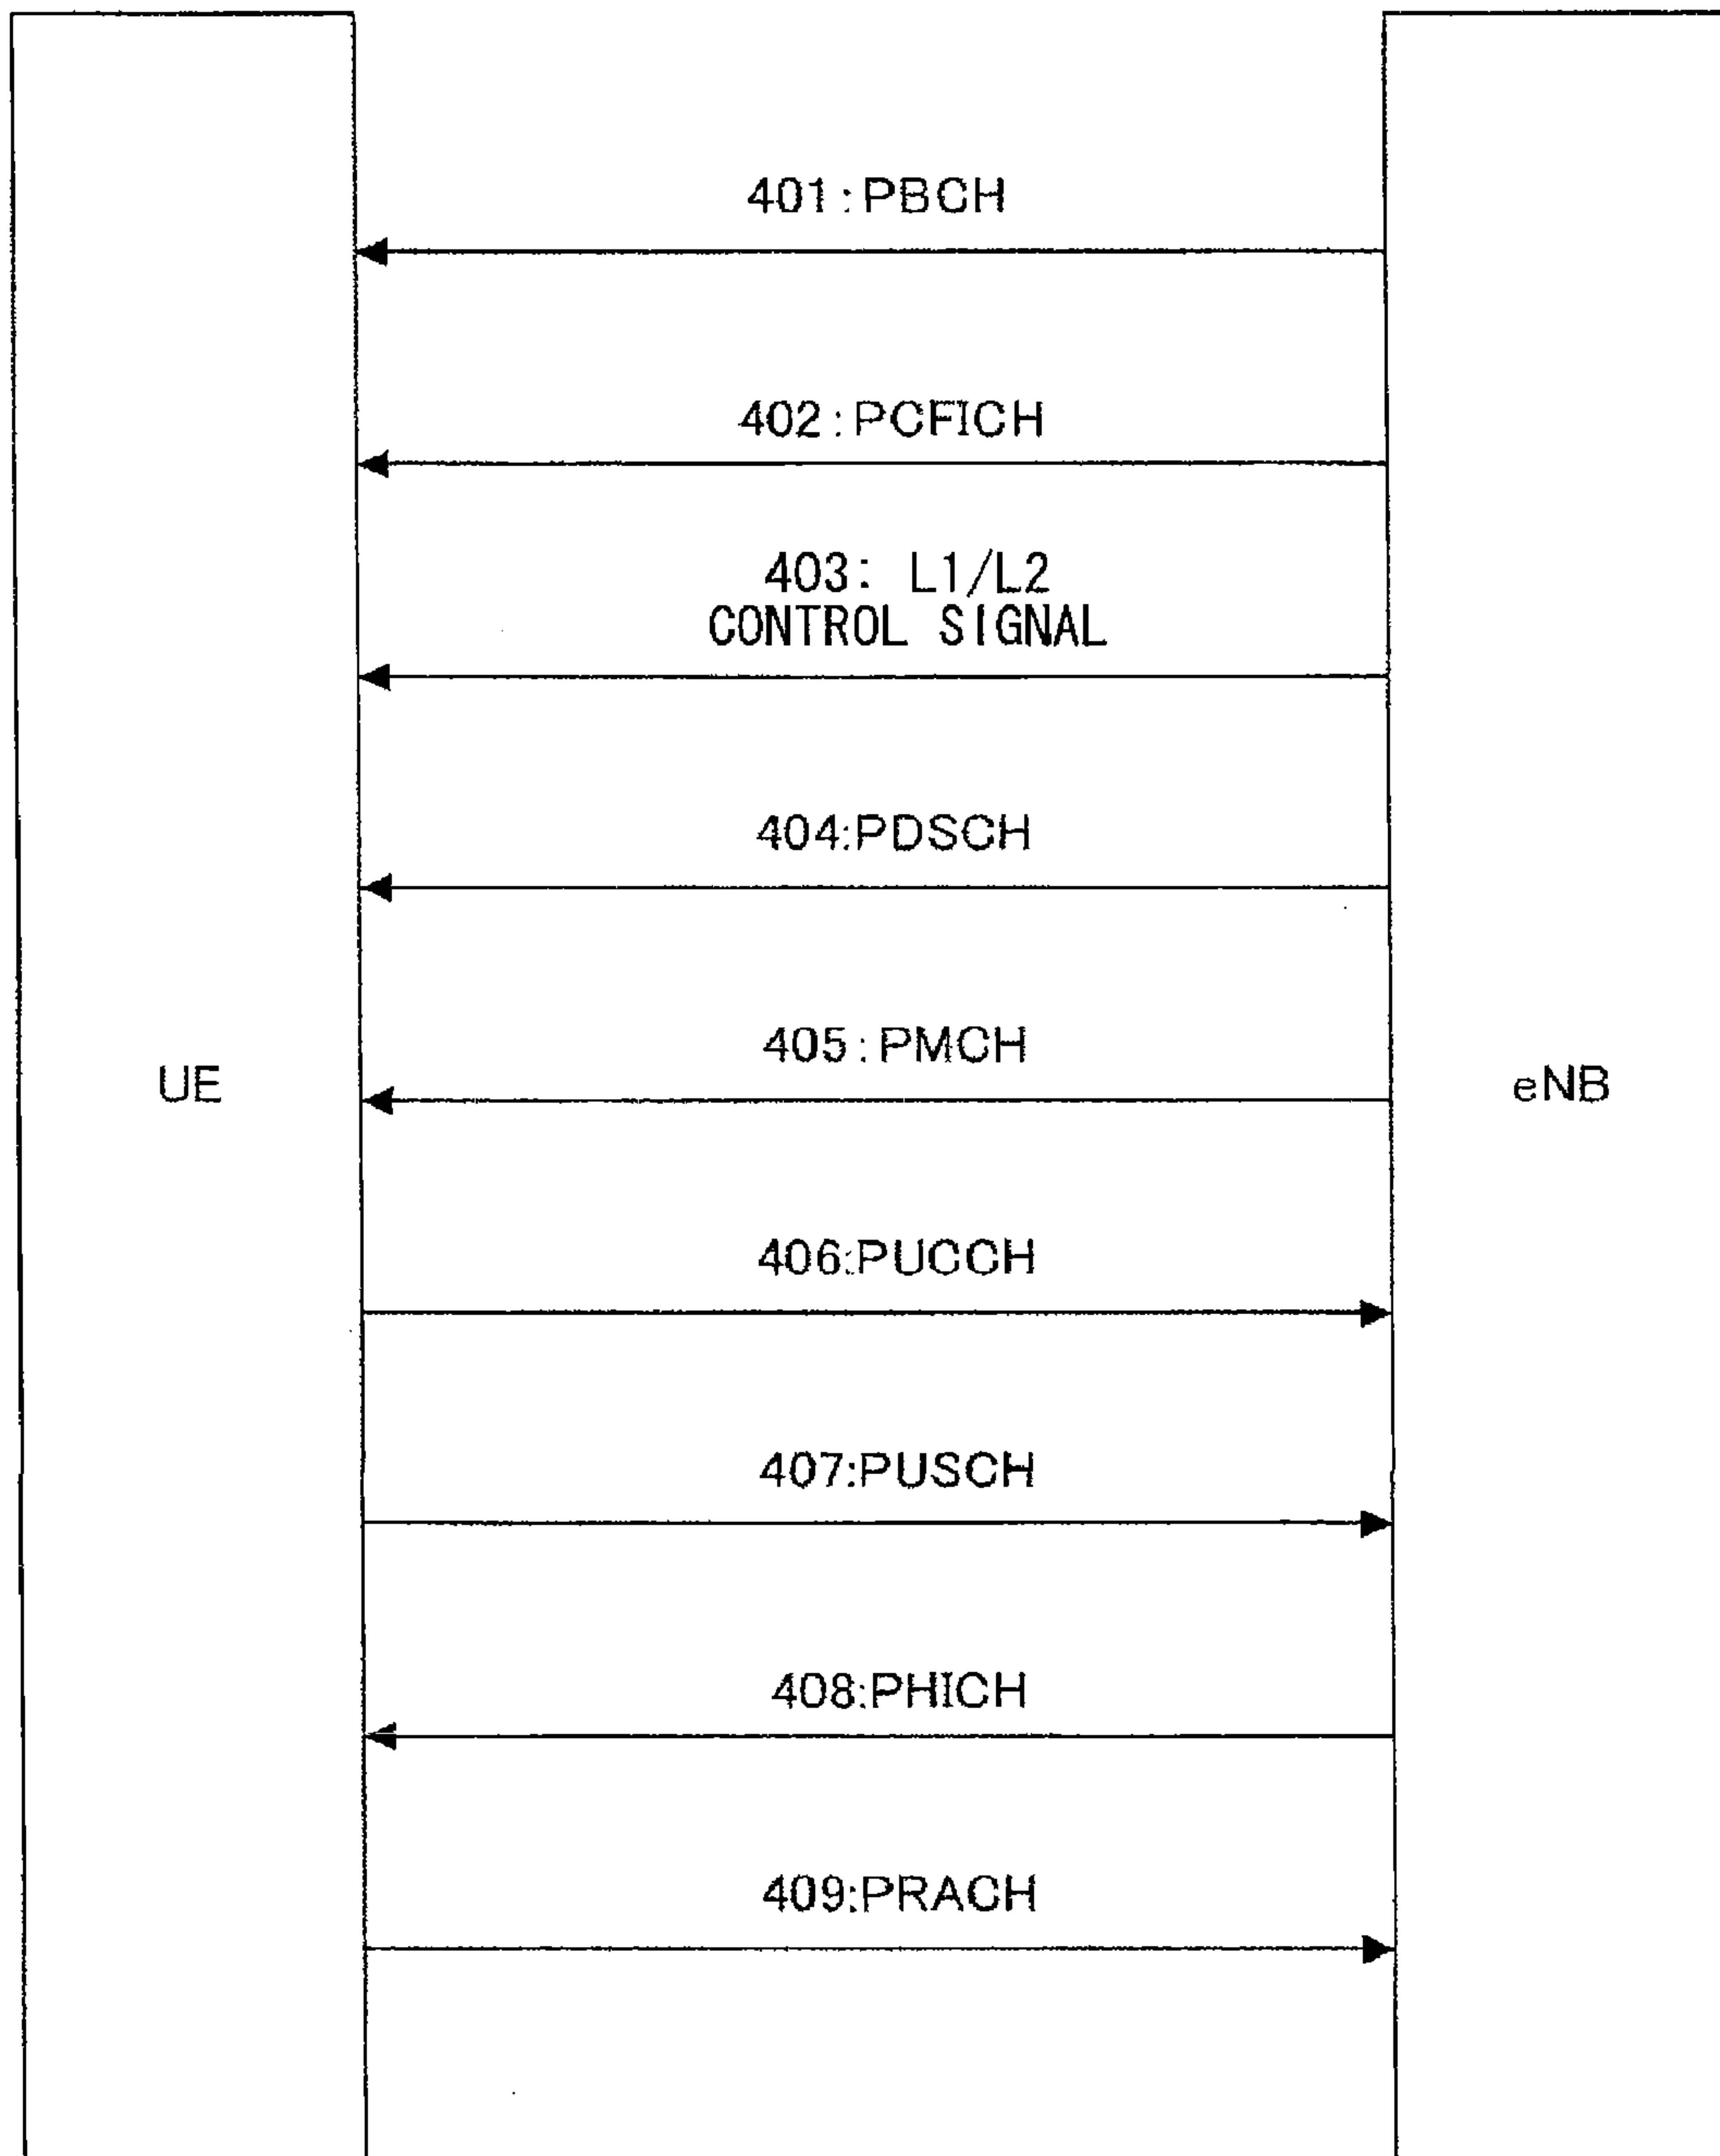 401:PBCH
402:PCFICH
403: L1/L2
CONTROL SIGNAL
404:PDSCH
405:PMCH
UE
eNB
406:PUCCH
407:PUSCH
408:PHICH
409:PRACH